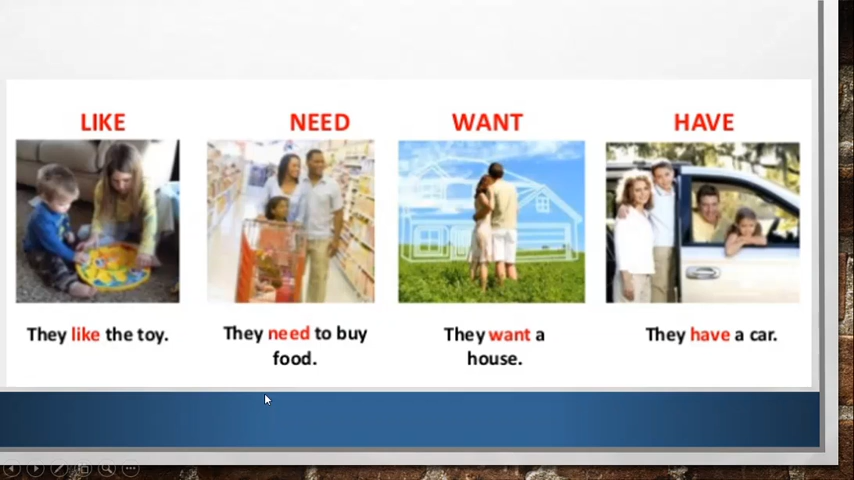 LIKE NEED WANT HAVE
They like the toy.
They need to buy
food.
They want a
house.
They have a car.